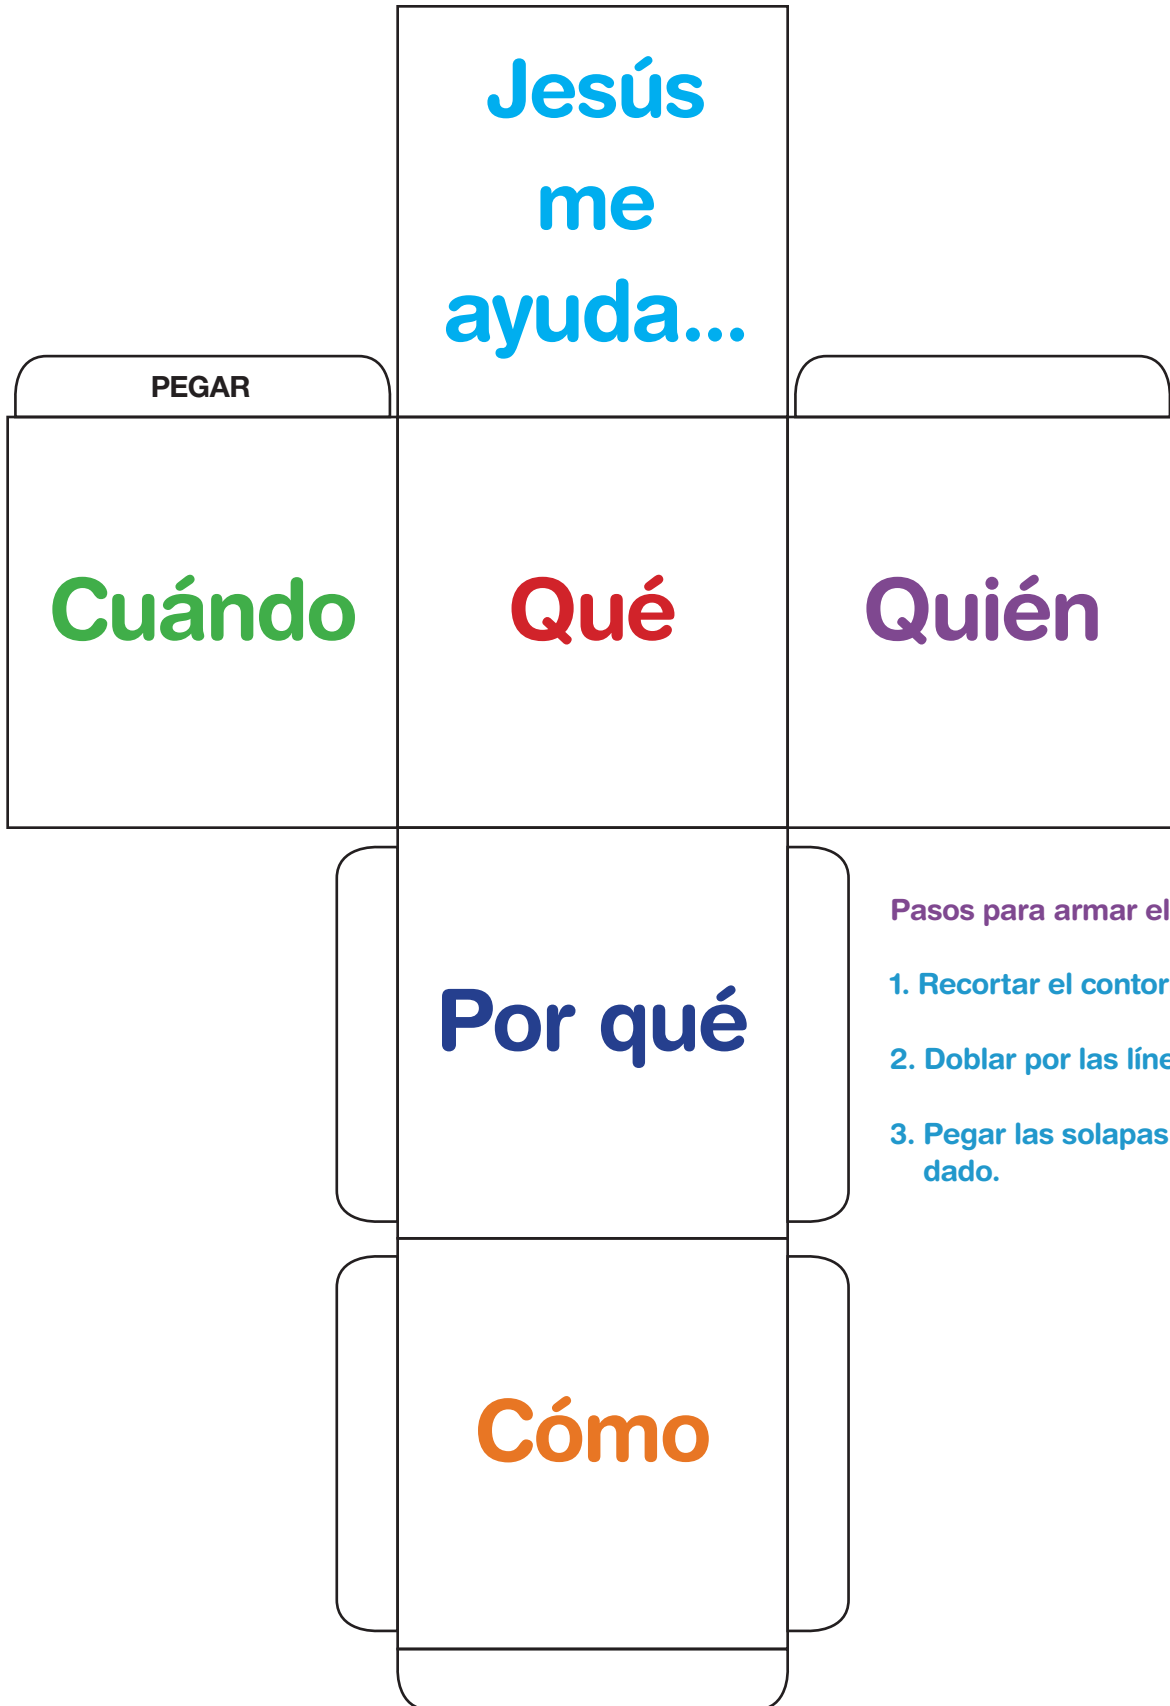 Jesús
me
ayuda...
PEGAR
Cuándo
Qué
Quién
Por qué
Pasos para armar el
1. Recortar el contor
2. Doblar por las líne
3. Pegar las solapas
dado.
Cómo